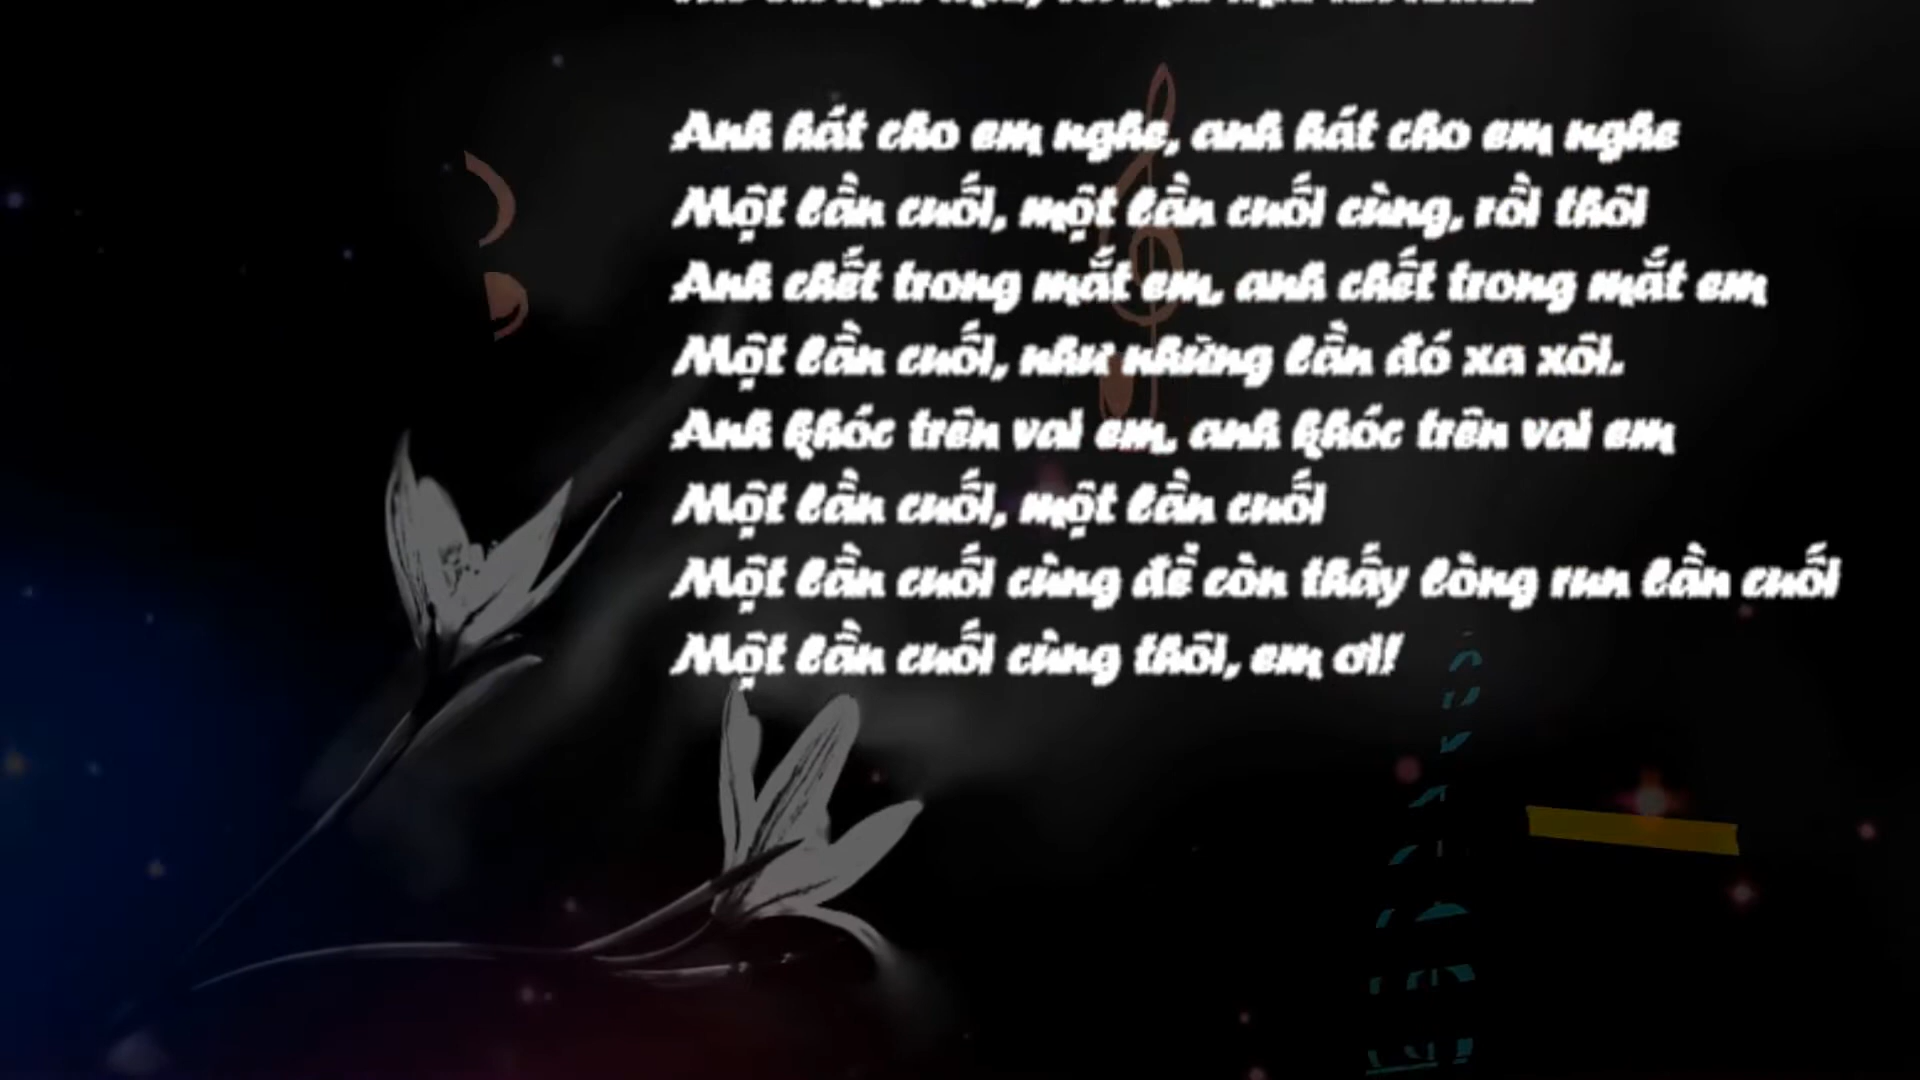 Anh hát cho em nghe, anh hát cho em nghe
Một lần cuối, một lần cuối cùng, rồi thôi
Anh chết trong mắt em, anh chết trong mắt em
Một lần cuối, như những lần đó xa xôi.
Anh khóc trên vai em, anh khóc trên vai em
Một lần cuối, một lần cuối
Một lần cuối cùng để còn thấy lòng run lần cuối
Một lần cuối cùng thôi, em ơi!